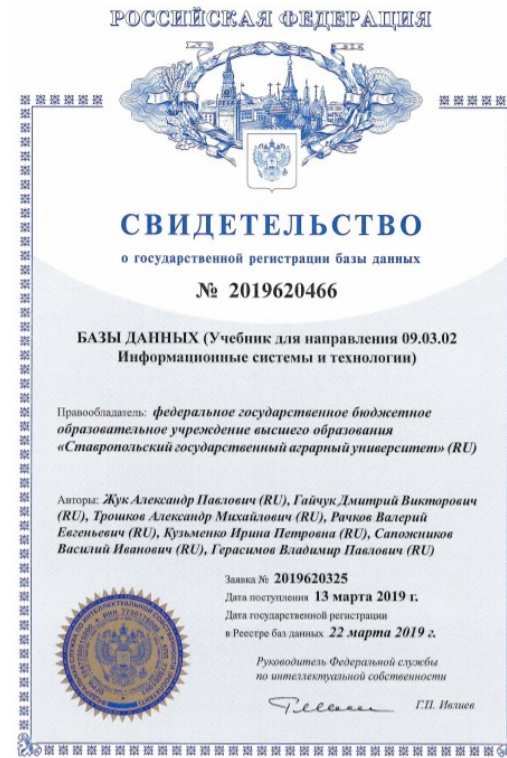 РОССИЙСКАЯ ФЕДЕРАЦИЯ
СВИДЕТЕЛЬСТВО
о государственной регистрации базы данных
№ 2019620466
БАЗЫ ДАННЫХ (Учебник для направления 09.03.02
Информационные системы и технологии)
Правообладатель: федеральное государственное бюджетное
образовательное учреждение высшего образования
«Ставропольский государственный аграрный университет» (RU)
Авторы: Жук Александр Павлович (RU), Гайчук Дмитрий Викторович
(RU), Трошков Александр Михайлович (RU), Рачков Валерий
Евгеньевич (RU), Кузьменко Ирина Петровна (RU), Сапожников
Василий Иванович (RU), Герасимов Владимир Павлович (RU)
Заявка № 2019620325
Дата поступления 13 марта 2019 г.
Дата государственной регистрации
в Реестре баз данных 22 марта 2019 г.
Руководитель Федеральной службы
по интеллектуальной собственности
Г.П. Ивлиев